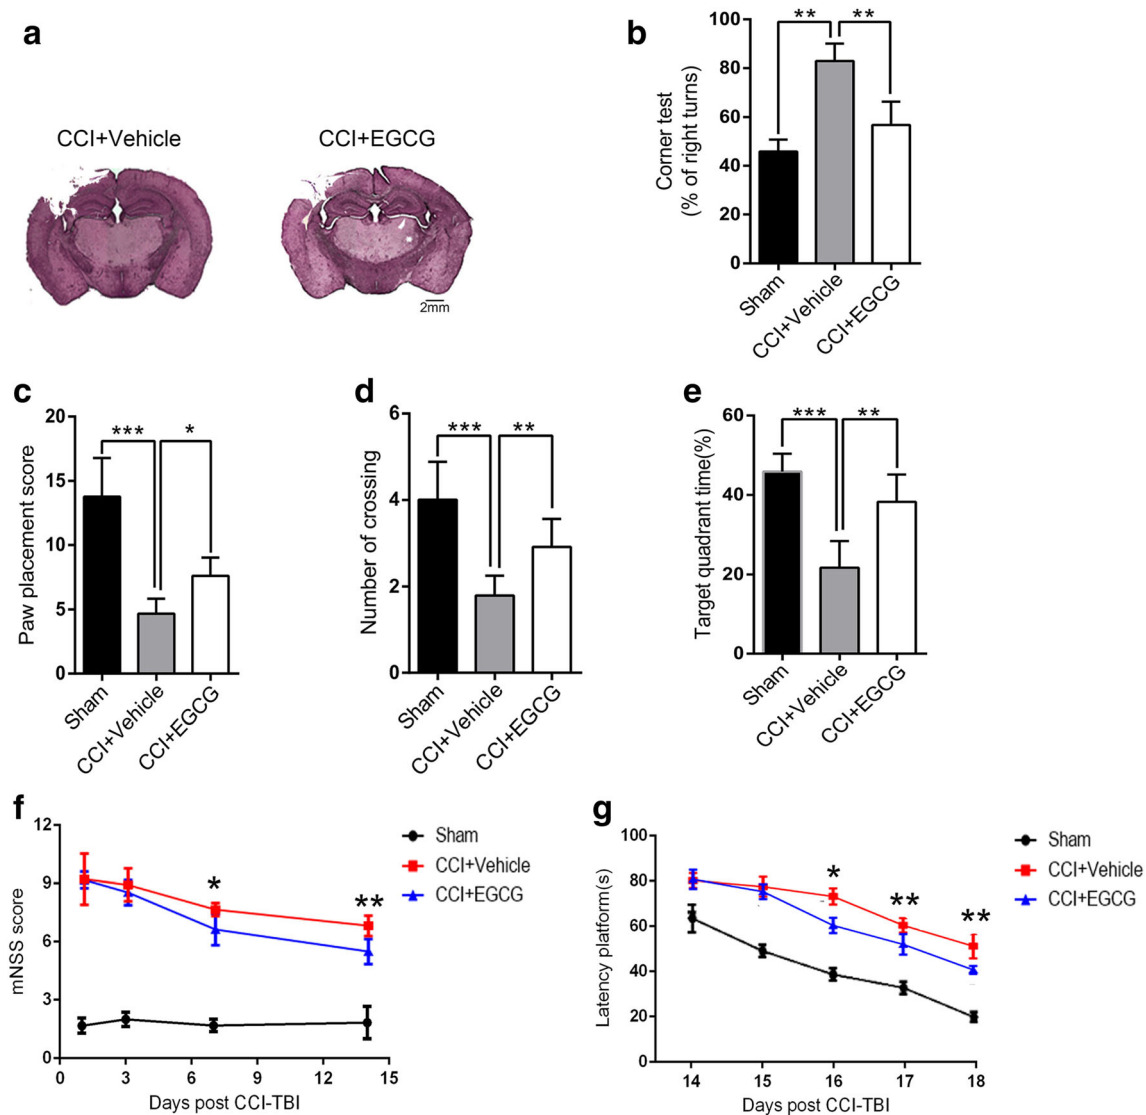 a
CCI+Vehicle
CCI+EGCG
2mm
b
Corner test
(% of right turns)
100
80
60
40
20
0
** **
Sham
CCI+Vehicle
CCI+EGCG
c
Paw placement score
20
15
10
5
0
*** *
Sham
CCI+Vehicle
CCI+EGCG
d
Number of crossing
6
4
2
0
*** **
Sham
CCI+Vehicle
CCI+EGCG
e
Target quadrant time(%)
60
40
20
0
*** **
Sham
CCI+Vehicle
CCI+EGCG
f
mNSS score
12
9
6
3
0
* **
Sham
CCI+Vehicle
CCI+EGCG
0 3 6 9 12 15
Days post CCI-TBI
g
Latency platform(s)
100
80
60
40
20
0
* ** **
Sham
CCI+Vehicle
CCI+EGCG
14 15 16 17 18
Days post CCI-TBI